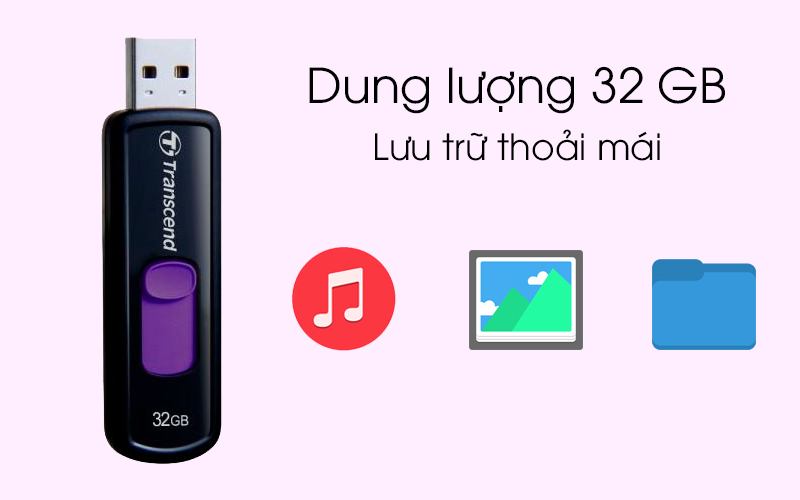 Dung lượng 32 GB
Lưu trữ thoải mái
Transcend
32GB